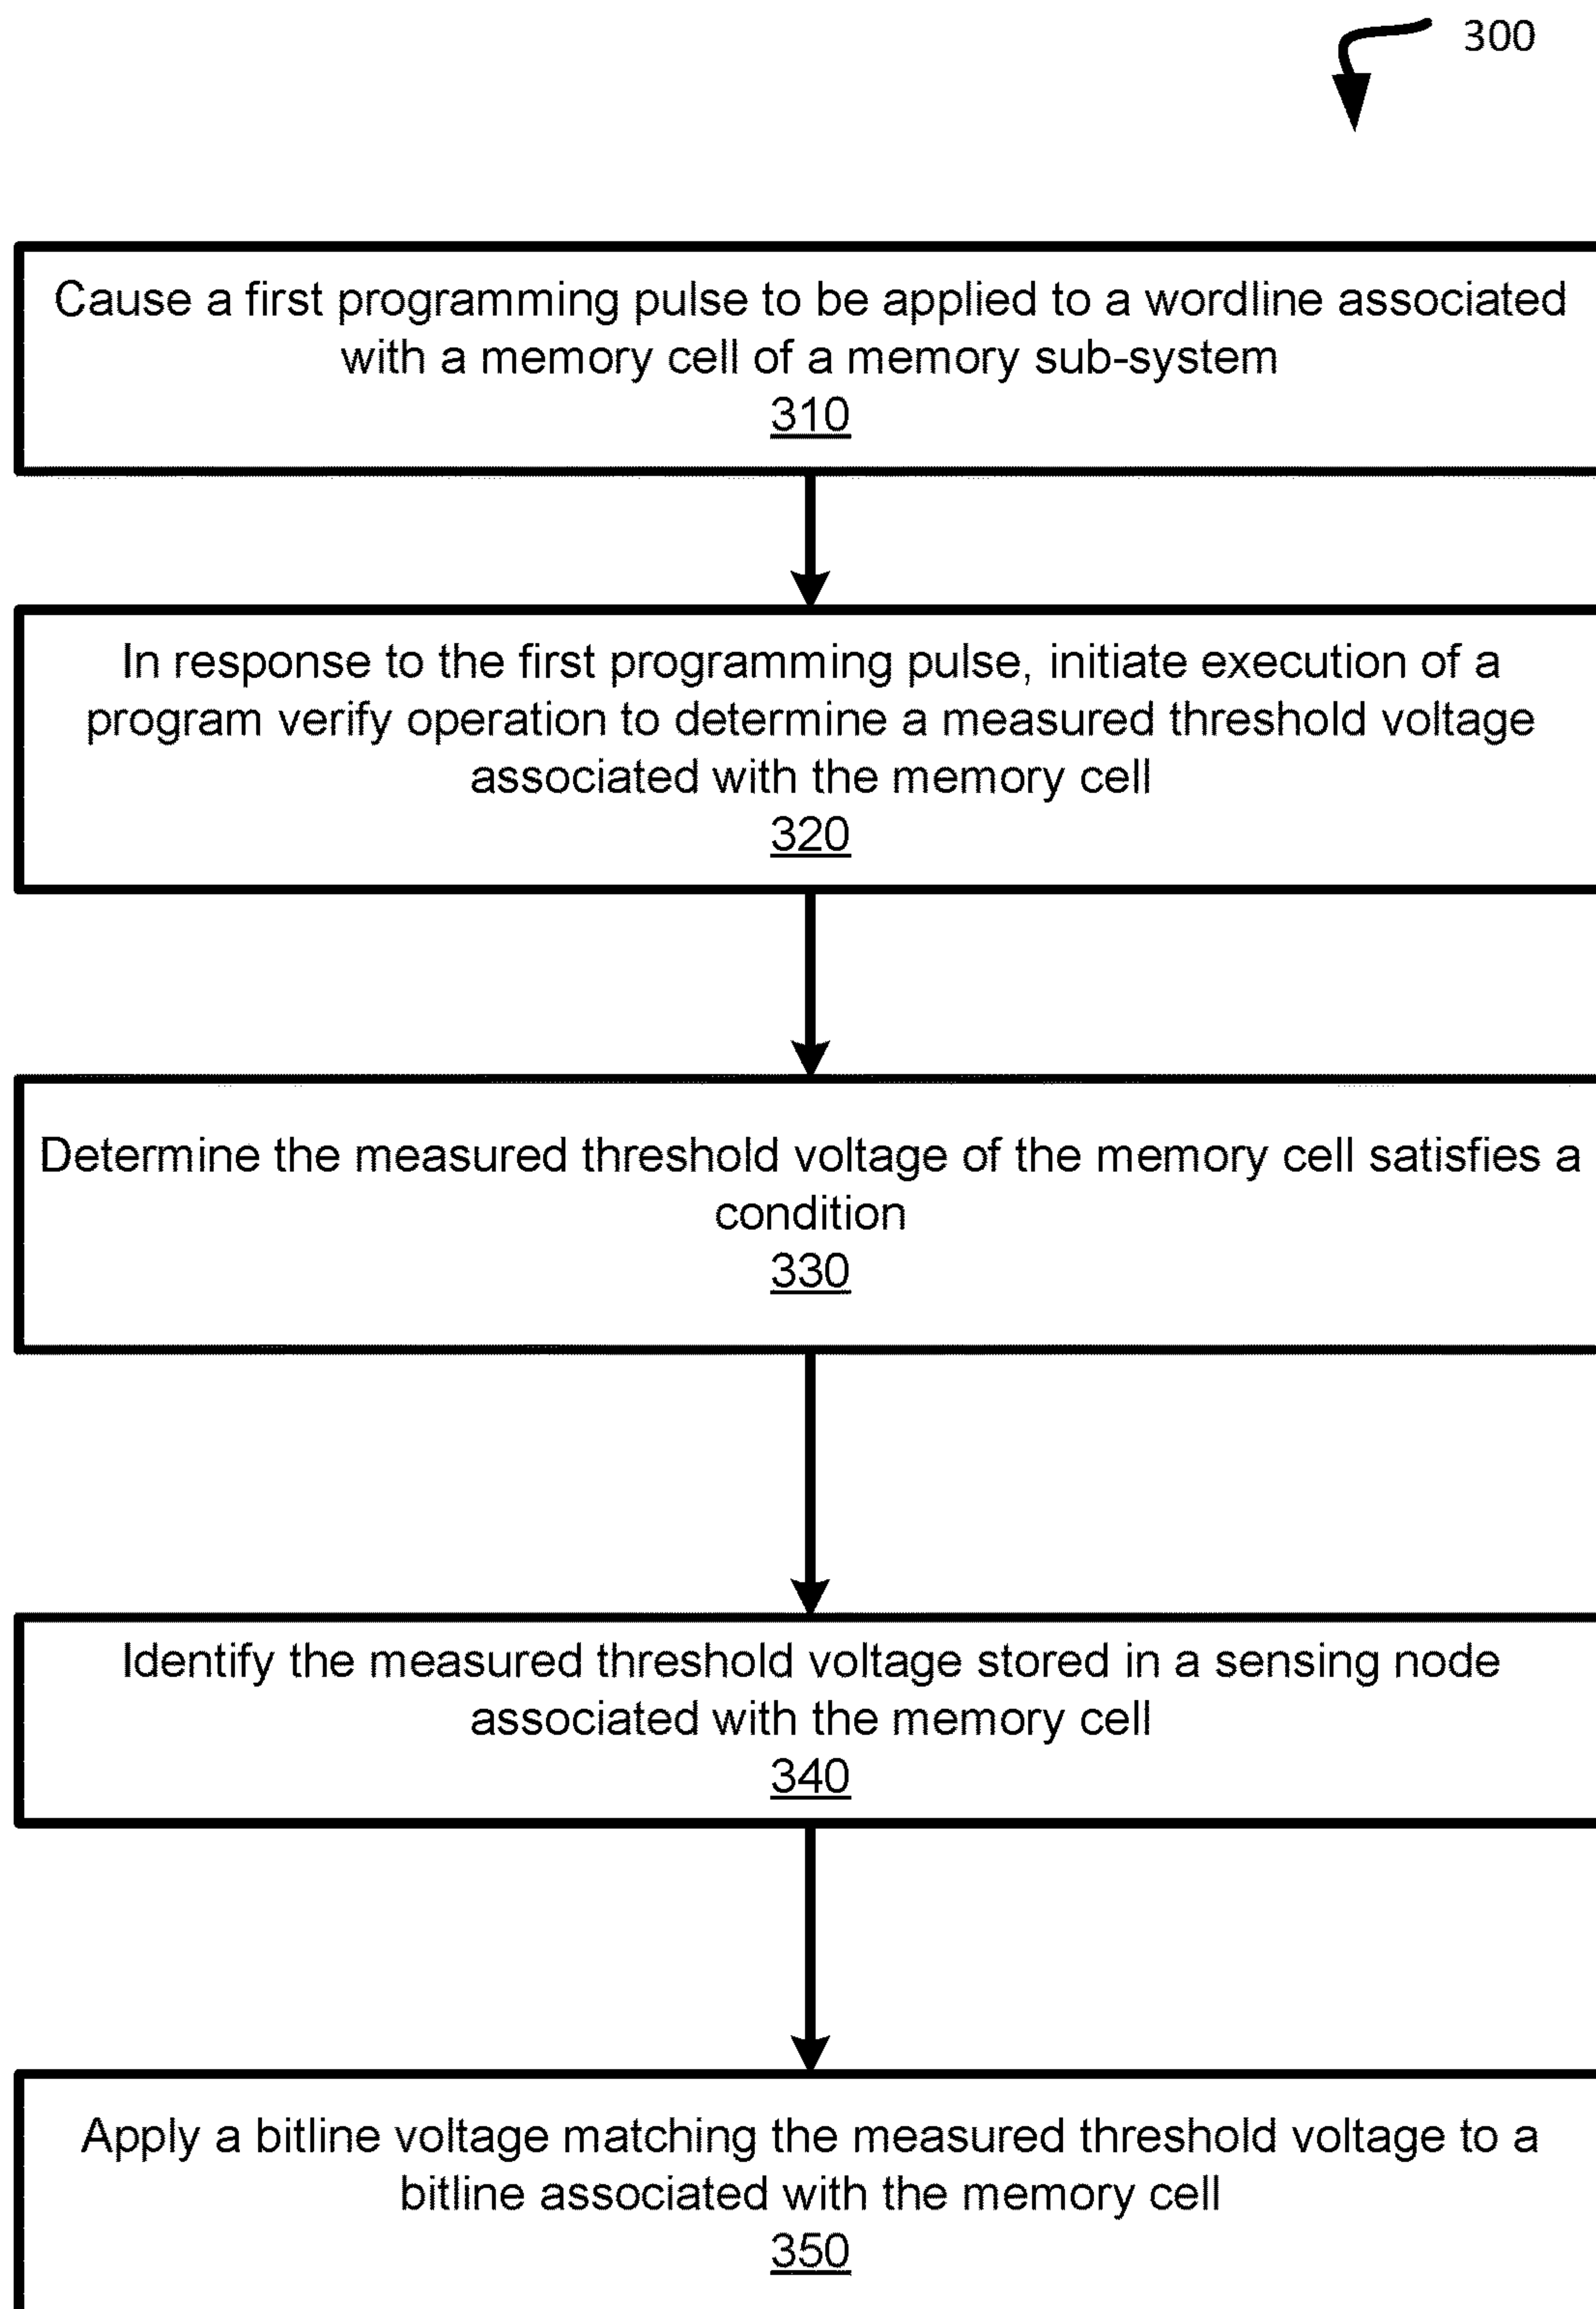 300
Cause a first programming pulse to be applied to a wordline associated
with a memory cell of a memory sub-system
310
In response to the first programming pulse, initiate execution of a
program verify operation to determine a measured threshold voltage
associated with the memory cell
320
Determine the measured threshold voltage of the memory cell satisfies a
condition
330
Identify the measured threshold voltage stored in a sensing node
associated with the memory cell
340
Apply a bitline voltage matching the measured threshold voltage to a
bitline associated with the memory cell
350